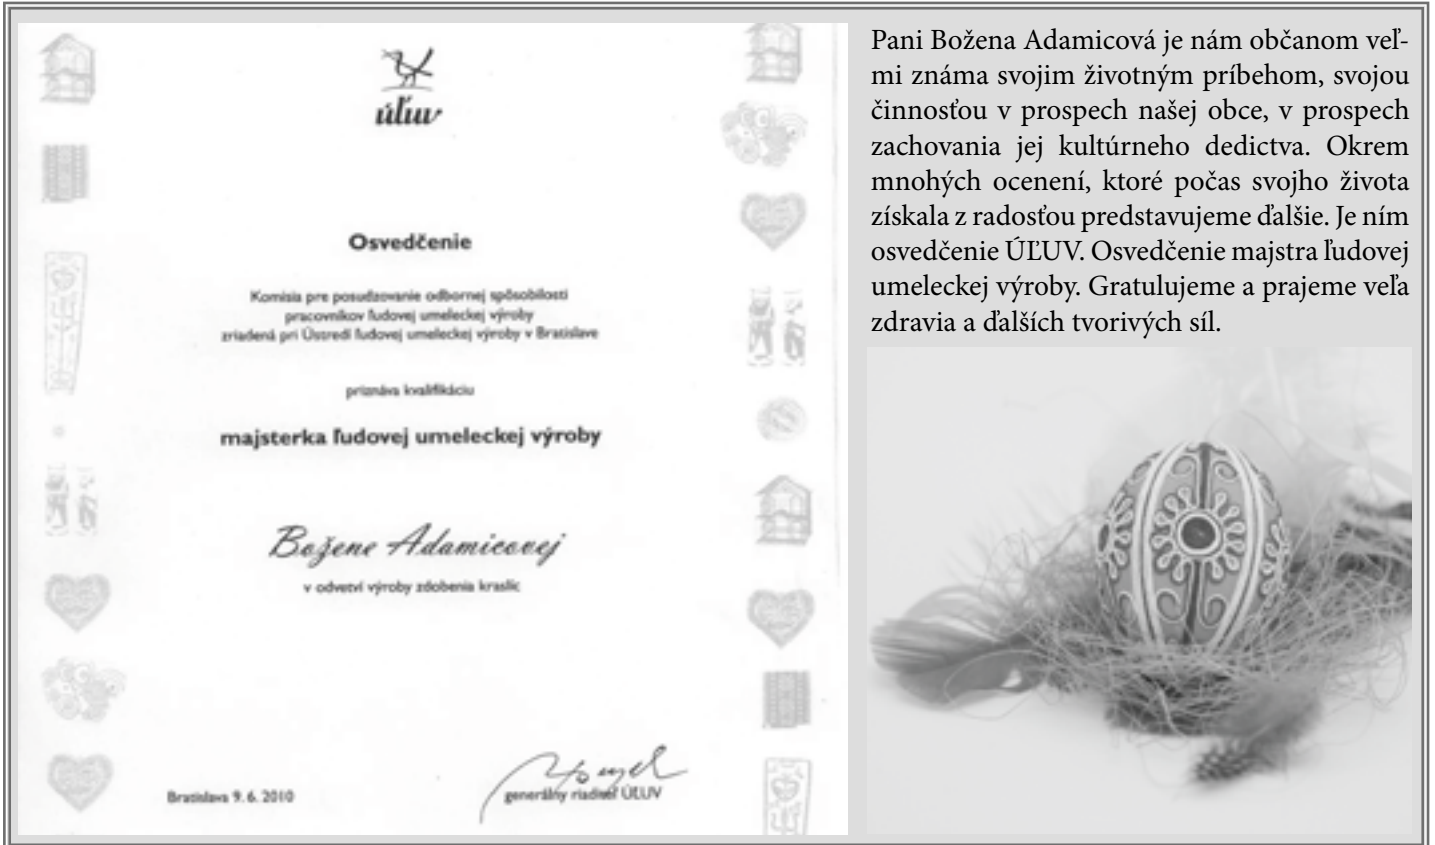 úľuv
Osvedčenie
Komisia pre posudzovanie odbornej spôsobilosti
pracovníkov ľudovej umeleckej výroby
zriadená pri Ústredí ľudovej umeleckej výroby v Bratislave
priznáva kvalifikáciu
majsterka ľudovej umeleckej výroby
Božene Adamicovej
v odvetví výroby zdobenia kraslíc
Bratislava 9. 6. 2010
generálny riaditeľ ÚĽUV
Pani Božena Adamicová je nám občanom veľ-
mi známa svojim životným príbehom, svojou
činnosťou v prospech našej obce, v prospech
zachovania jej kultúrneho dedictva. Okrem
mnohých ocenení, ktoré počas svojho života
získala z radosťou predstavujeme ďalšie. Je ním
osvedčenie ÚĽUV. Osvedčenie majstra ľudovej
umeleckej výroby. Gratulujeme a prajeme veľa
zdravia a ďalších tvorivých síl.